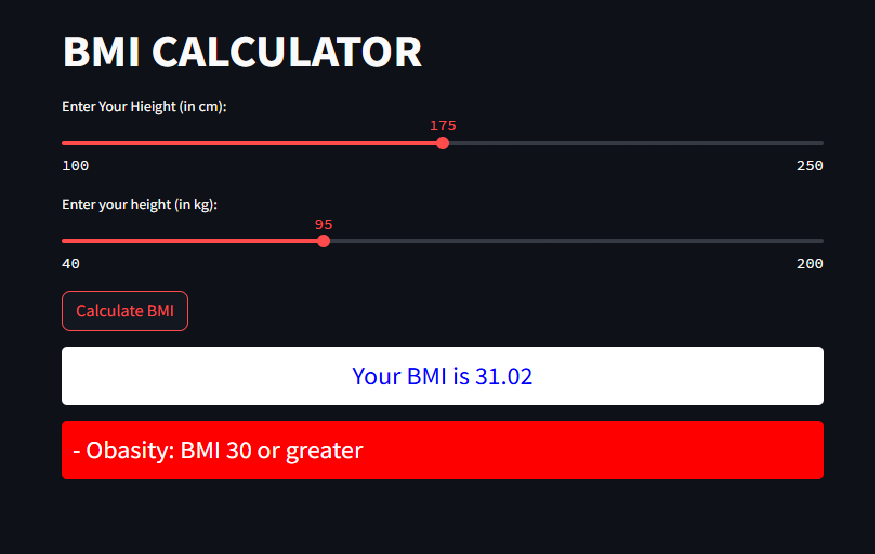 BMI CALCULATOR
Enter Your Hieight (in cm):
175
100 250
Enter your height (in kg):
95
40 200
Calculate BMI
Your BMI is 31.02
- Obasity: BMI 30 or greater